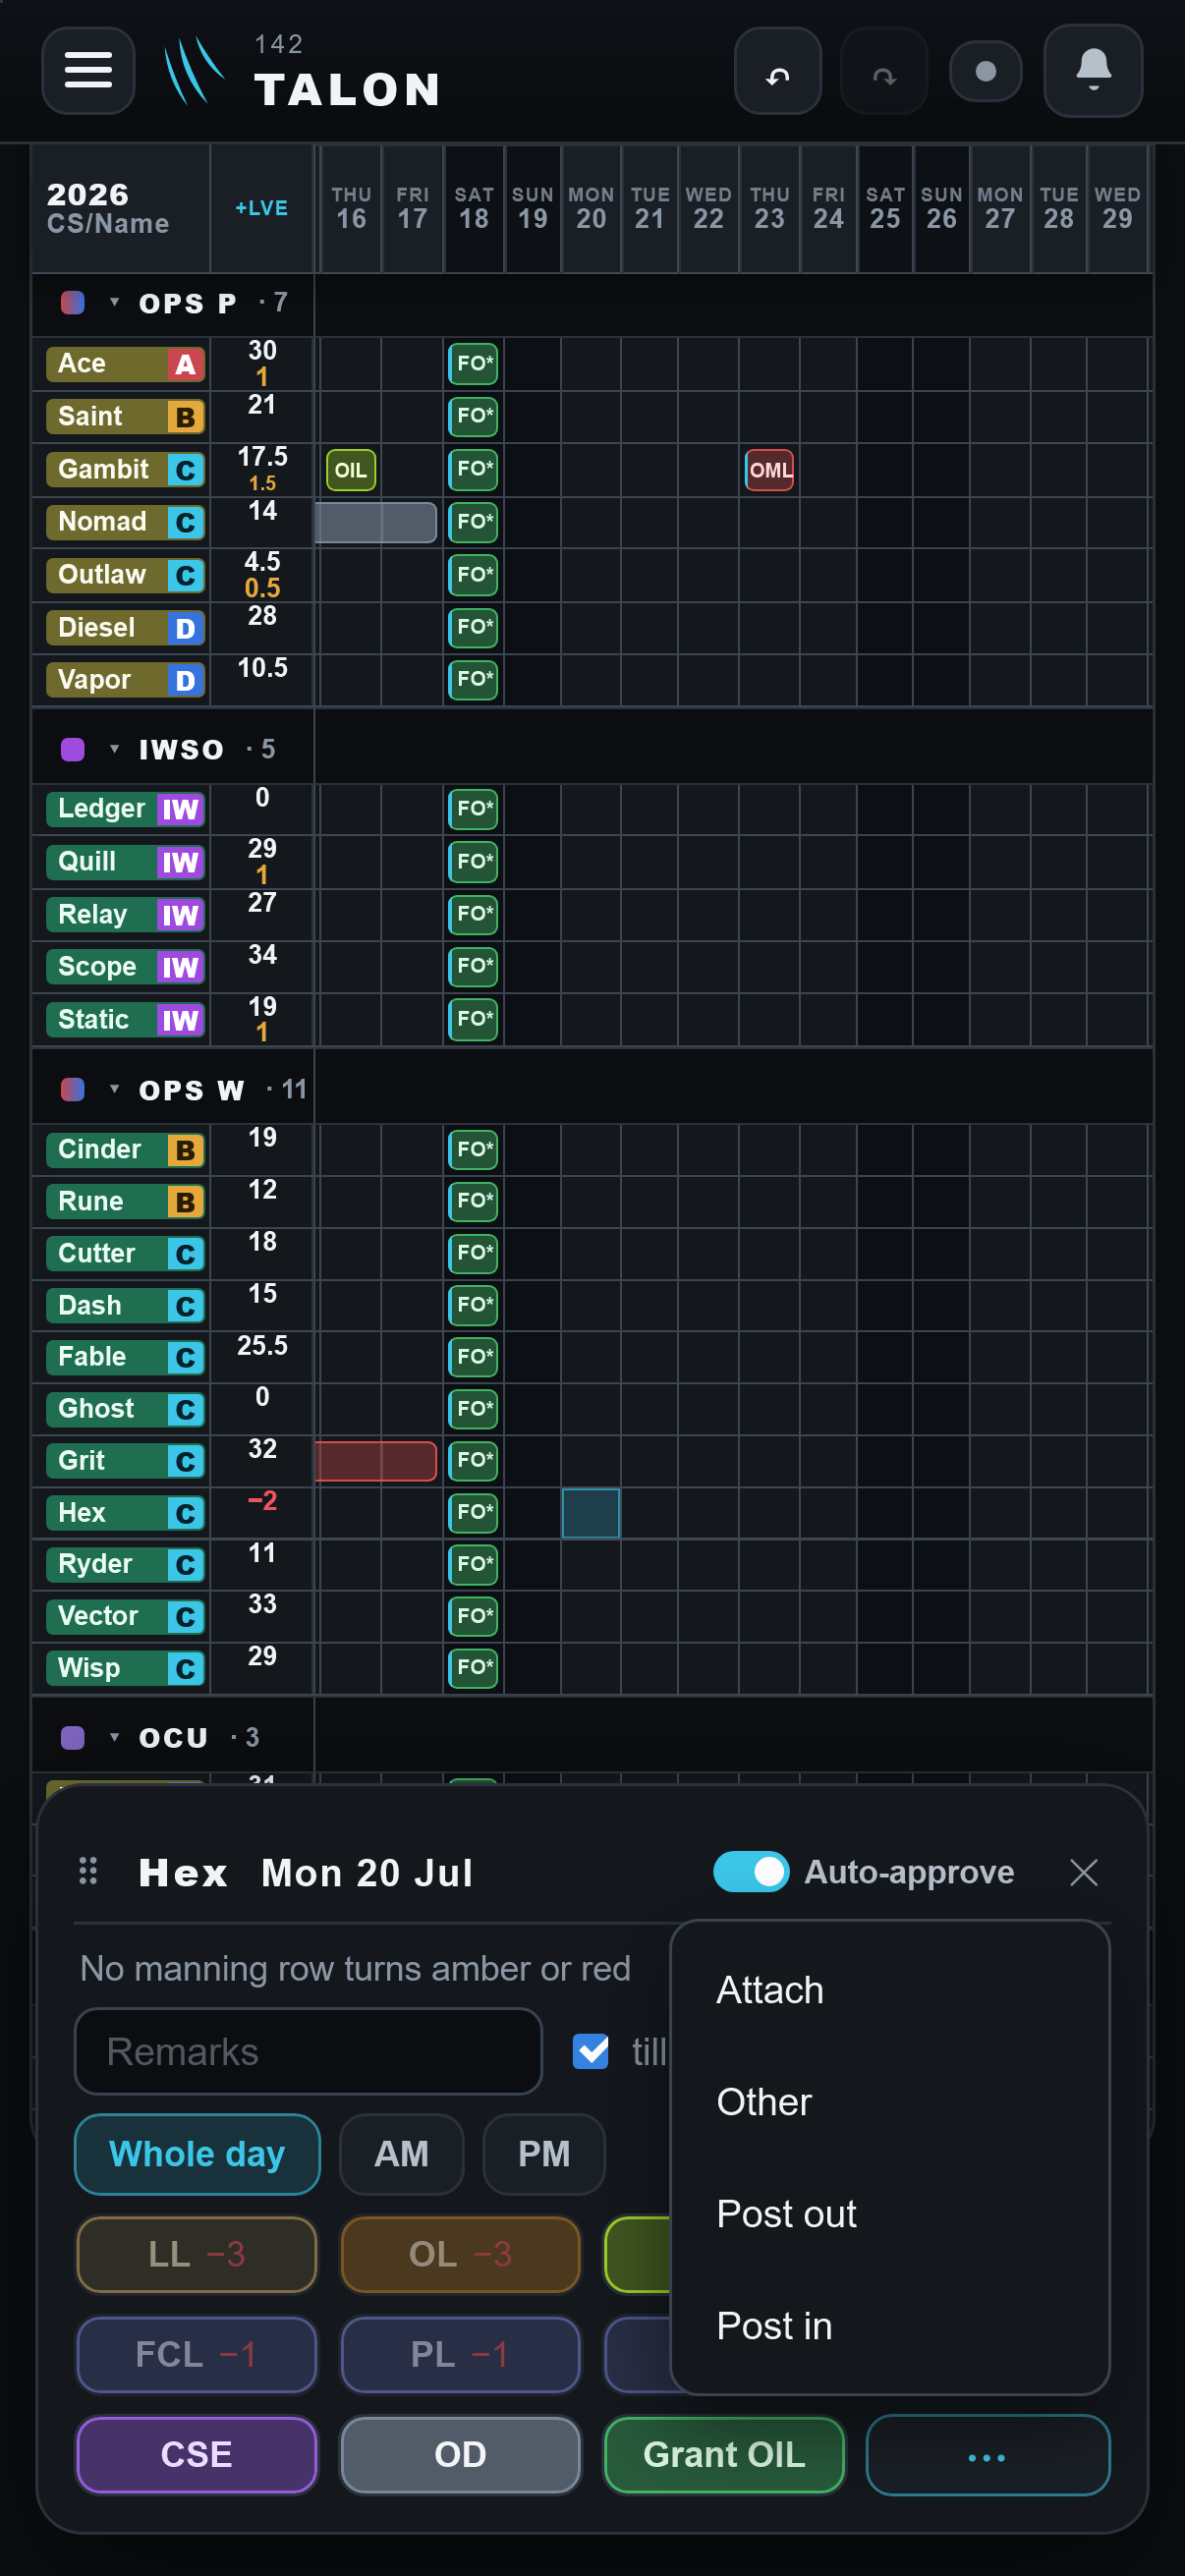 142
TALON
2026
CS/Name
+LVE
THU 16
FRI 17
SAT 18
SUN 19
MON 20
TUE 21
WED 22
THU 23
FRI 24
SAT 25
SUN 26
MON 27
TUE 28
WED 29
OPS P · 7
Ace A 30 1 FO*
Saint B 21 FO*
Gambit C 17.5 1.5 OIL FO* OML
Nomad C 14 FO*
Outlaw C 4.5 0.5 FO*
Diesel D 28 FO*
Vapor D 10.5 FO*
IWSO · 5
Ledger IW 0 FO*
Quill IW 29 1 FO*
Relay IW 27 FO*
Scope IW 34 FO*
Static IW 19 1 FO*
OPS W · 11
Cinder B 19 FO*
Rune B 12 FO*
Cutter C 18 FO*
Dash C 15 FO*
Fable C 25.5 FO*
Ghost C 0 FO*
Grit C 32 FO*
Hex C −2 FO*
Ryder C 11 FO*
Vector C 33 FO*
Wisp C 29 FO*
OCU · 3
Hex Mon 20 Jul Auto-approve
No manning row turns amber or red
Remarks till
Whole day AM PM
LL −3 OL −3
FCL −1 PL −1
CSE OD Grant OIL ...
Attach
Other
Post out
Post in